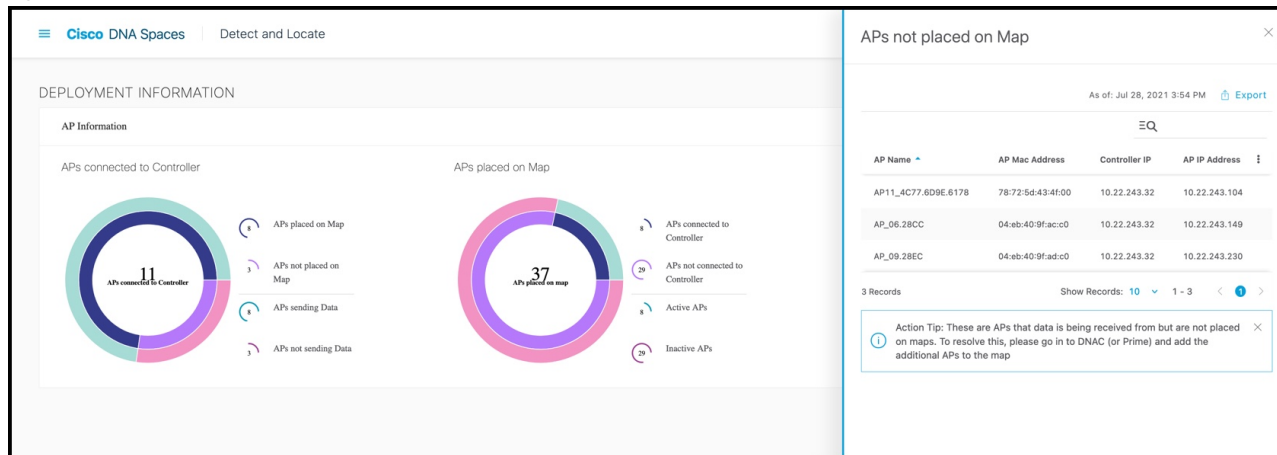 Cisco DNA Spaces Detect and Locate
DEPLOYMENT INFORMATION
AP Information
APs connected to Controller
11
APs connected to Controller
8 APs placed on Map
3 APs not placed on
Map
8 APs sending Data
3 APs not sending Data
APs placed on Map
37
APs placed on map
8 APs connected to
Controller
29 APs not connected to
Controller
8 Active APs
29 Inactive APs
APs not placed on Map
As of: Jul 28, 2021 3:54 PM Export
AP Name AP Mac Address Controller IP AP IP Address
AP11_4C77.6D9E.6178 78:72:5d:43:4f:00 10.22.243.32 10.22.243.104
AP_06.28CC 04:eb:40:9f:ac:c0 10.22.243.32 10.22.243.149
AP_09.28EC 04:eb:40:9f:ad:c0 10.22.243.32 10.22.243.230
3 Records Show Records: 10 1 - 3 1
Action Tip: These are APs that data is being received from but are not placed
on maps. To resolve this, please go in to DNAC (or Prime) and add the
additional APs to the map